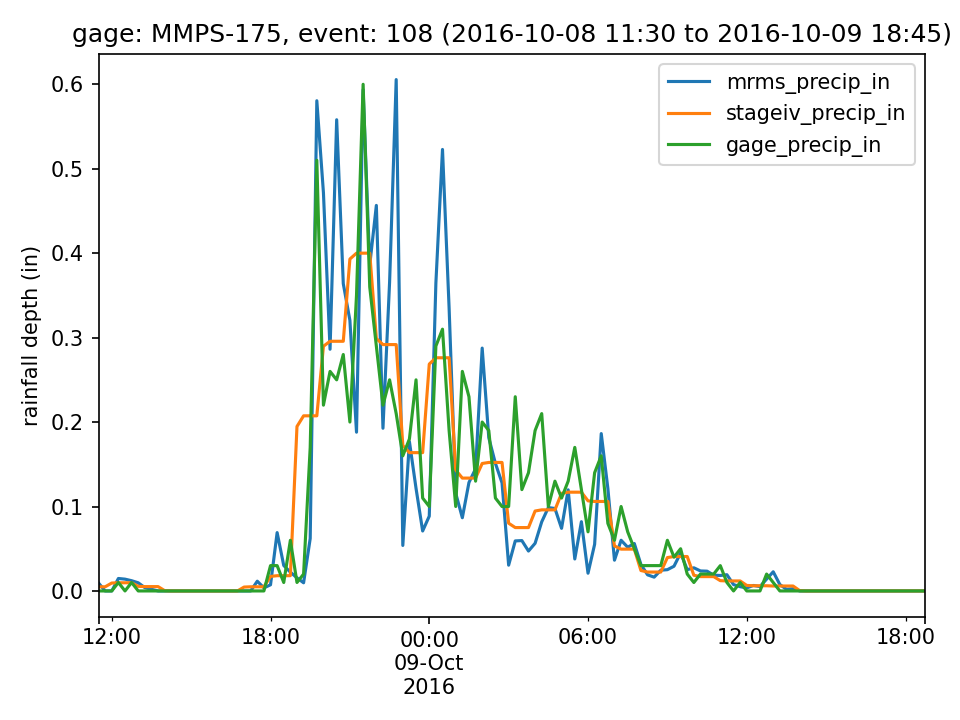 gage: MMPS-175, event: 108 (2016-10-08 11:30 to 2016-10-09 18:45)
mrms_precip_in
stageiv_precip_in
gage_precip_in
rainfall depth (in)
0.6
0.5
0.4
0.3
0.2
0.1
0.0
12:00 18:00 00:00 06:00 12:00 18:00
09-Oct
2016